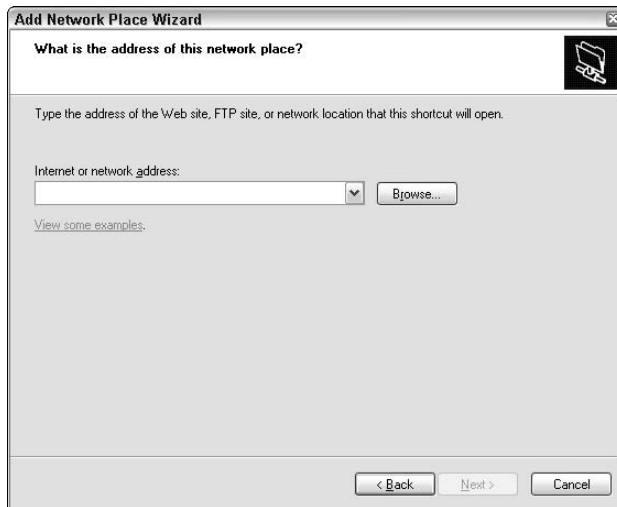 Add Network Place Wizard
What is the address of this network place?
Type the address of the Web site, FTP site, or network location that this shortcut will open.
Internet or network address:
Browse...
View some examples.
< Back Next > Cancel